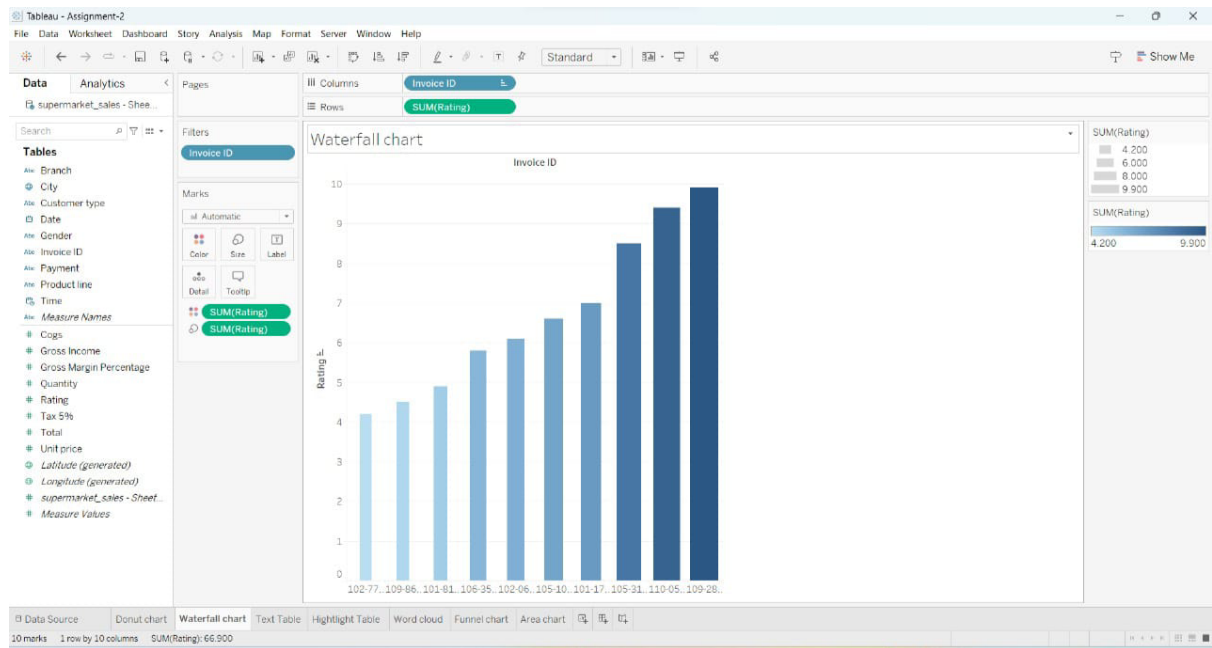 Tableau - Assignment-2
File Data Worksheet Dashboard Story Analysis Map Format Server Window Help
Standard
Show Me
Data Analytics
supermarket_sales - Shee...
Search
Tables
Abc Branch
City
Abc Customer type
Date
Abc Gender
Abc Invoice ID
Abc Payment
Abc Product line
Time
Abc Measure Names
# Cogs
# Gross Income
# Gross Margin Percentage
# Quantity
# Rating
# Tax 5%
# Total
# Unit price
Latitude (generated)
Longitude (generated)
# supermarket_sales - Sheet...
# Measure Values
Pages
Filters
Invoice ID
Marks
Automatic
Color Size Label
Detail Tooltip
SUM(Rating)
SUM(Rating)
Columns Invoice ID
Rows SUM(Rating)
Waterfall chart
Invoice ID
10
9
8
7
6
5
4
3
2
1
0
Rating
102-77.. 109-86.. 101-81.. 106-35.. 102-06.. 105-10.. 101-17.. 105-31.. 110-05.. 109-28..
SUM(Rating)
4.200
6.000
8.000
9.900
SUM(Rating)
4.200 9.900
Data Source Donut chart Waterfall chart Text Table Hightlight Table Word cloud Funnel chart Area chart
10 marks 1 row by 10 columns SUM(Rating): 66.900